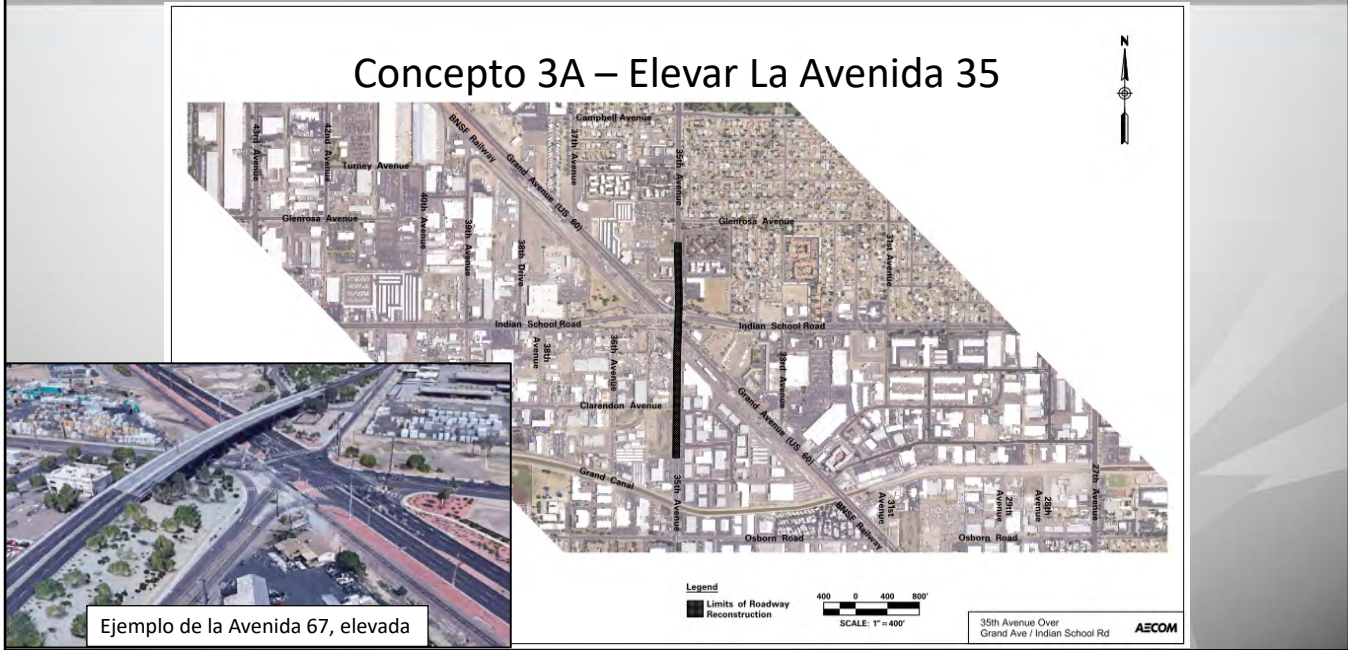 N
Concepto 3A – Elevar La Avenida 35
BNSF Railway
Campbell Avenue
43rd Avenue
42nd Avenue
37th Avenue
35th Avenue
Turney Avenue
Grand Avenue (US 60)
40th Avenue
39th Avenue
Glenrosa Avenue
Glenrosa Avenue
38th Drive
31st Avenue
Indian School Road
Indian School Road
38th
Avenue
36th Avenue
33rd Avenue
Clarendon Avenue
Grand Avenue (US 60)
Grand Canal
35th Avenue
27th Avenue
31st
Avenue
29th
Avenue
28th
Avenue
BNSF Railway
Osborn Road
Osborn Road
Legend
Limits of Roadway
Reconstruction
400 0 400 800'
SCALE: 1" = 400'
35th Avenue Over
Grand Ave / Indian School Rd
AECOM
Ejemplo de la Avenida 67, elevada